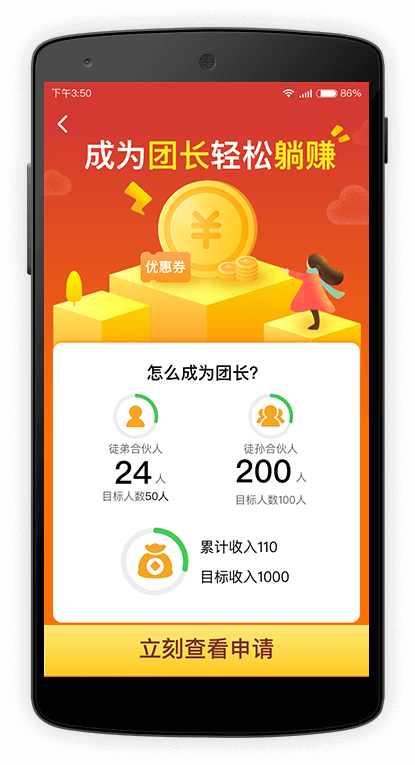 下午3:50
86%
成为团长轻松躺赚
¥
优惠券
怎么成为团长?
徒弟合伙人
徒孙合伙人
24人
200人
目标人数50人
目标人数100人
累计收入110
目标收入1000
立刻查看申请